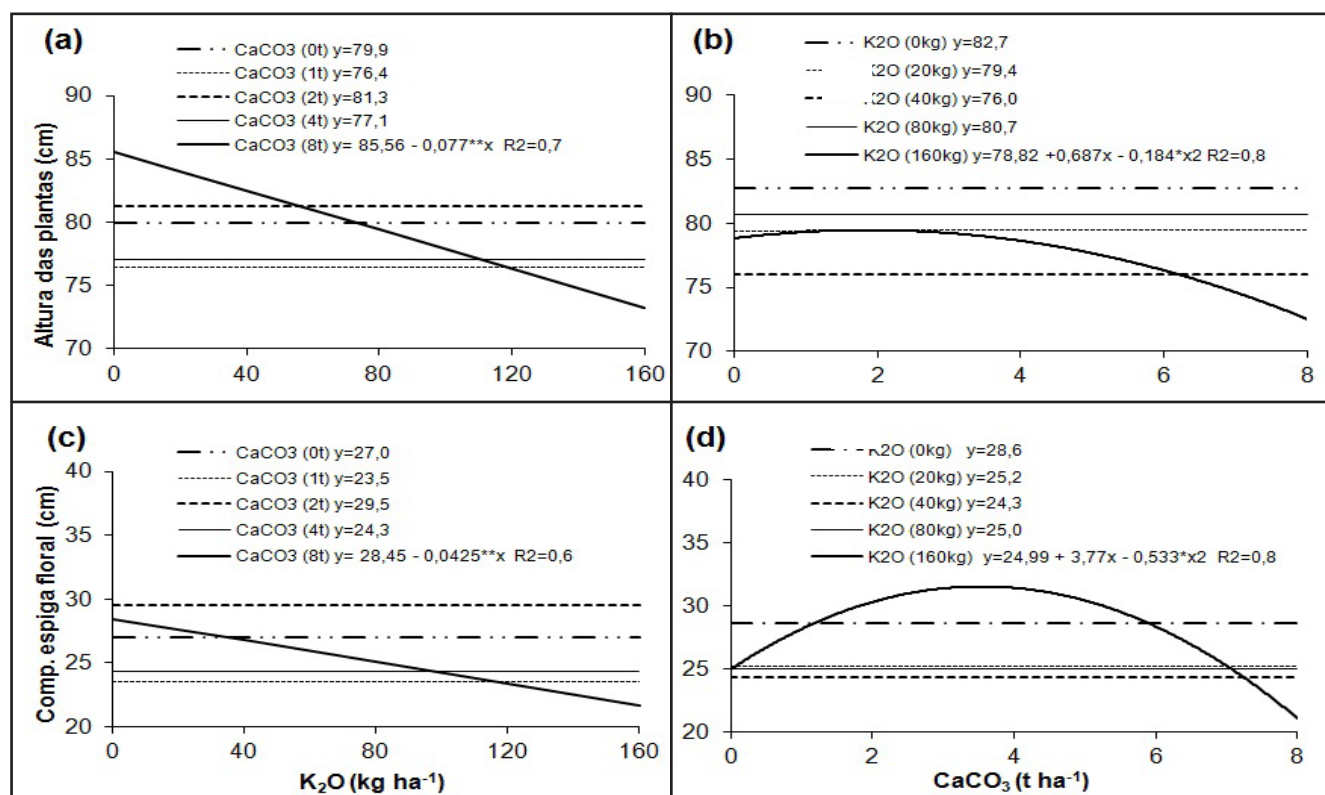 (a)
CaCO3 (0t) y=79,9
CaCO3 (1t) y=76,4
CaCO3 (2t) y=81,3
CaCO3 (4t) y=77,1
CaCO3 (8t) y= 85,56 - 0,077**x R2=0,7
Altura das plantas (cm)
90
85
80
75
70
0 40 80 120 160
(b)
K2O (0kg) y=82,7
K2O (20kg) y=79,4
K2O (40kg) y=76,0
K2O (80kg) y=80,7
K2O (160kg) y=78,82 +0,687x - 0,184*x2 R2=0,8
90
85
80
75
70
0 2 4 6 8
(c)
CaCO3 (0t) y=27,0
CaCO3 (1t) y=23,5
CaCO3 (2t) y=29,5
CaCO3 (4t) y=24,3
CaCO3 (8t) y= 28,45 - 0,0425**x R2=0,6
Comp. espiga floral (cm)
40
35
30
25
20
0 40 80 120 160
K₂O (kg ha⁻¹)
(d)
K2O (0kg) y=28,6
K2O (20kg) y=25,2
K2O (40kg) y=24,3
K2O (80kg) y=25,0
K2O (160kg) y=24,99 + 3,77x - 0,533*x2 R2=0,8
40
35
30
25
20
0 2 4 6 8
CaCO₃ (t ha⁻¹)